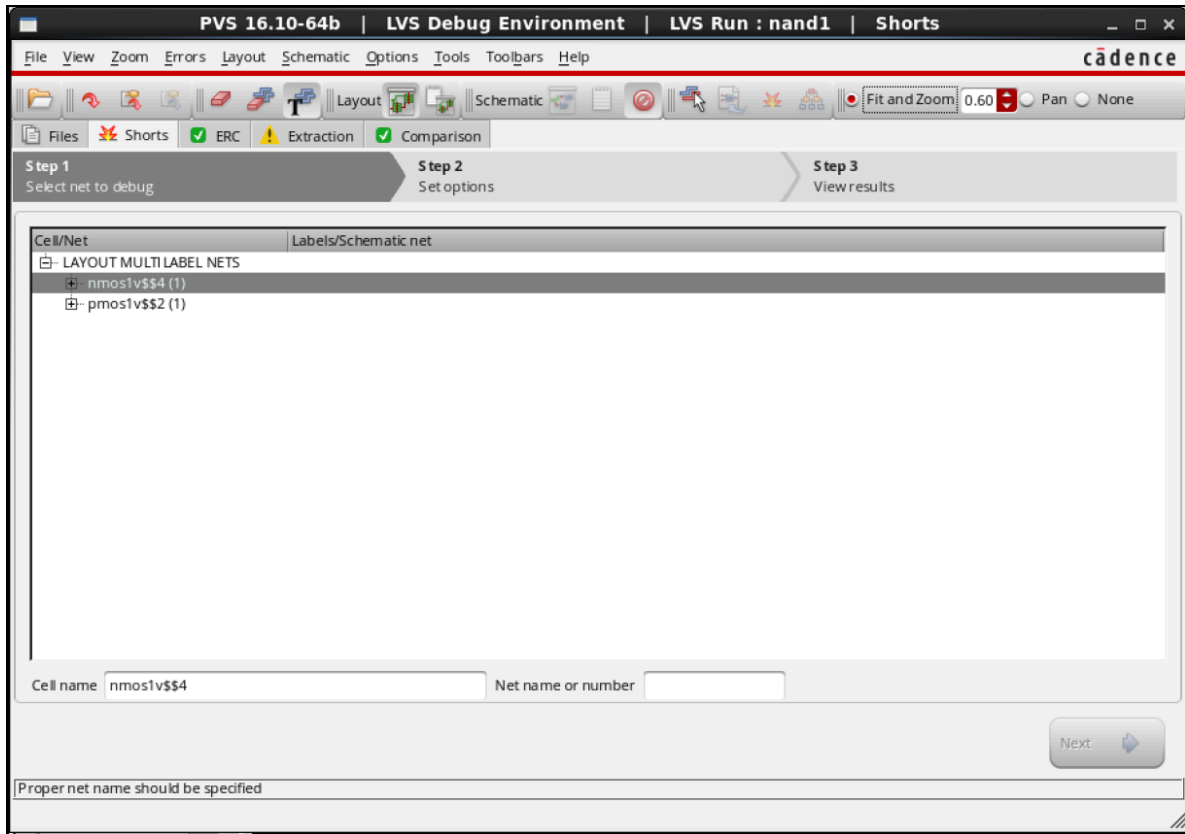 PVS 16.10-64b | LVS Debug Environment | LVS Run : nand1 | Shorts
File View Zoom Errors Layout Schematic Options Tools Toolbars Help cādence
T Layout Schematic Fit and Zoom 0.60 Pan None
Files Shorts ERC Extraction Comparison
Step 1 Step 2 Step 3
Select net to debug Set options View results
Cell/Net Labels/Schematic net
LAYOUT MULTILABEL NETS
nmos1v$$4 (1)
pmos1v$$2 (1)
Cell name nmos1v$$4 Net name or number
Next
Proper net name should be specified